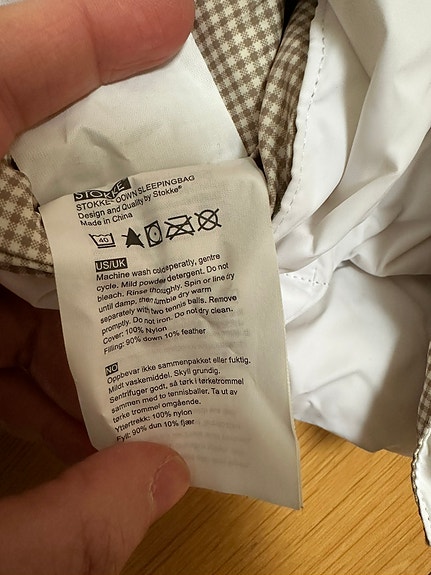 STOKKE
STOKKE DOWN SLEEPINGBAG
Design and Quality by Stokke®
Made in China
40
US/UK
Machine wash cold seperatly, gentre
cycle. Mild powder detergent. Do not
bleach. Rinse thoroughly. Spin or line dry
until damp, then tumble dry warm
separately with two tennis balls. Remove
promptly. Do not iron. Do not dry clean.
Cover: 100% Nylon
Filling: 90% down 10% feather
NO
Oppbevar ikke sammenpakket eller fuktig.
Mildt vaskemiddel. Skyll grundig.
Sentrifuger godt, så tørk i tørketrommel
sammen med to tennisballer. Ta ut av
tørke trommel omgående.
Yttertrekk: 100% nylon
Fyll: 90% dun 10% fjær